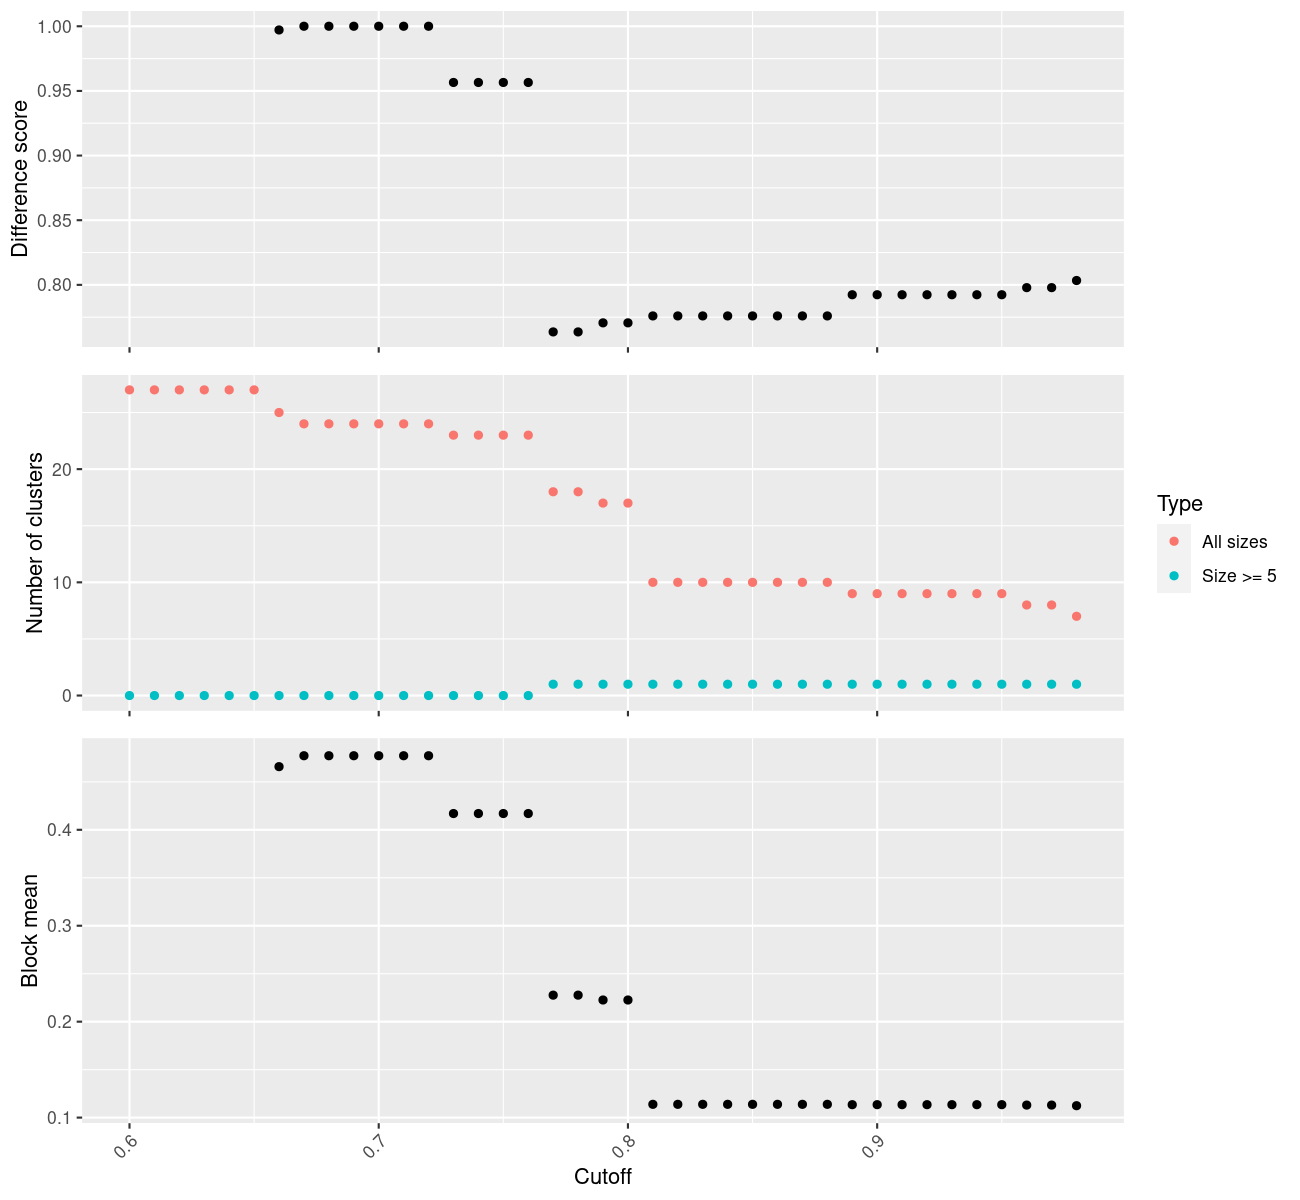 Difference score
1.00
0.95
0.90
0.85
0.80
Number of clusters
20
10
0
Type
All sizes
Size >= 5
Block mean
0.4
0.3
0.2
0.1
0.6
0.7
0.8
0.9
Cutoff